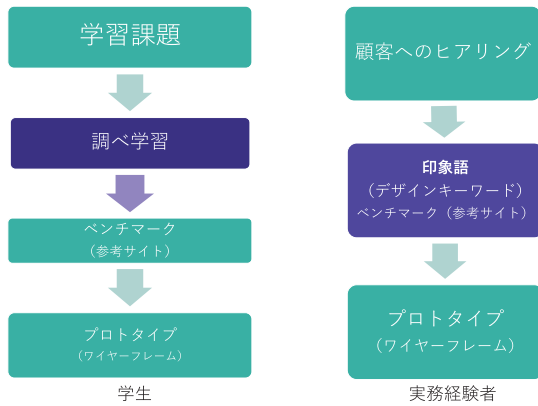 学習課題
調べ学習
ベンチマーク
(参考サイト)
プロトタイプ
(ワイヤーフレーム)
学生
顧客へのヒアリング
印象語
(デザインキーワード)
ベンチマーク(参考サイト)
プロトタイプ
(ワイヤーフレーム)
実務経験者